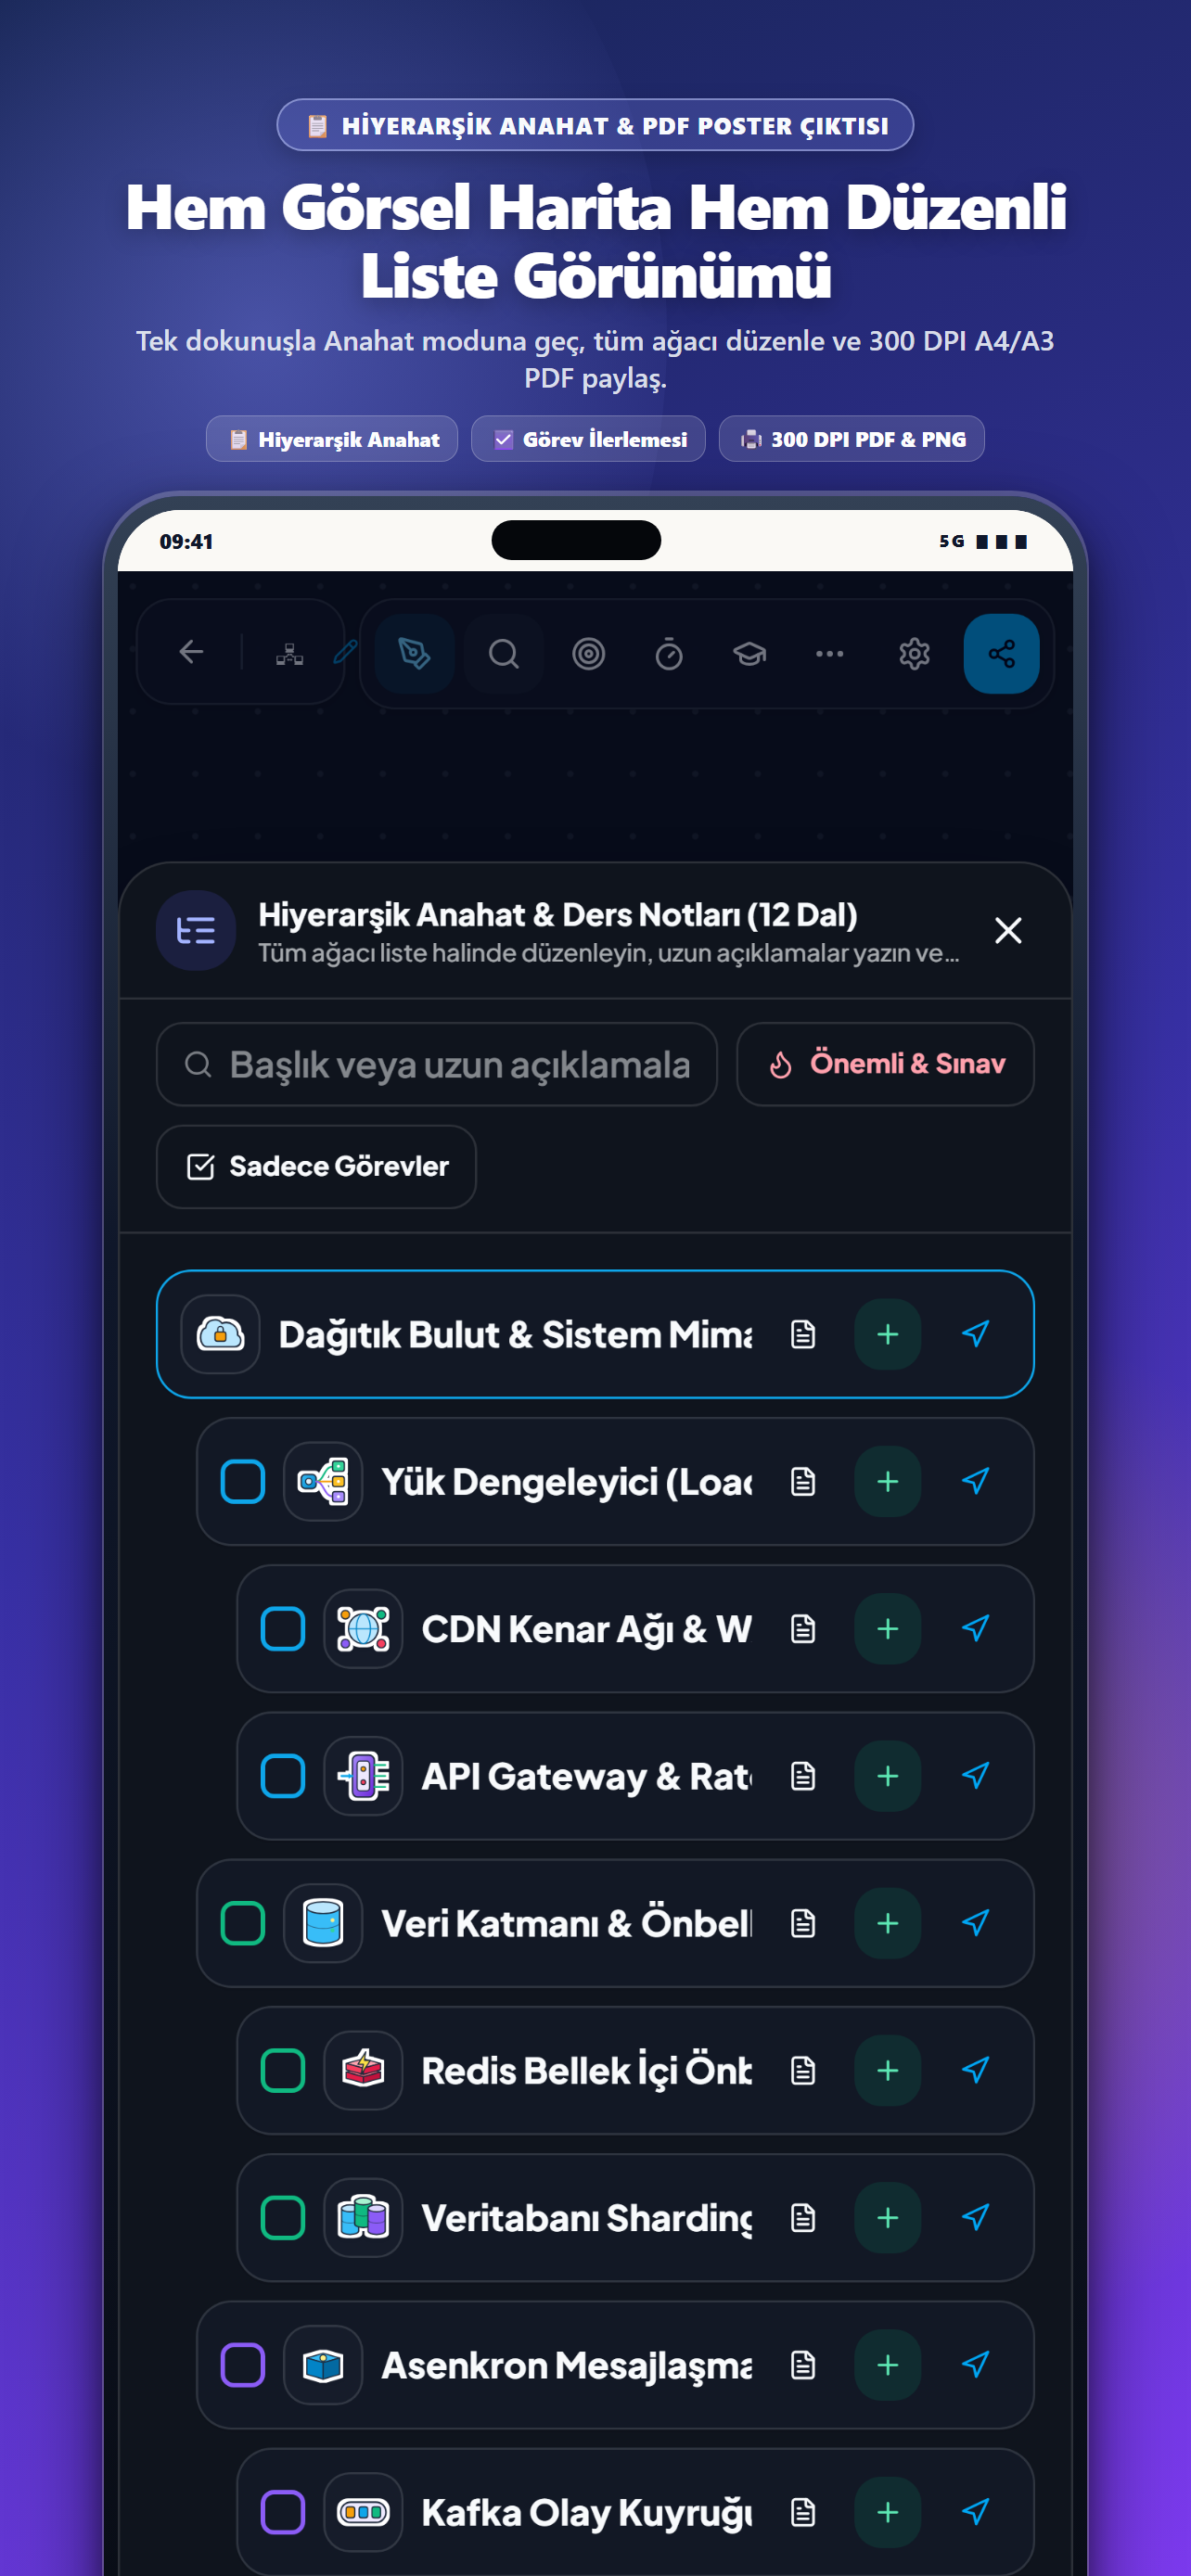 HİYERARŞİK ANAHAT & PDF POSTER ÇIKTISI
Hem Görsel Harita Hem Düzenli
Liste Görünümü
Tek dokunuşla Anahat moduna geç, tüm ağacı düzenle ve 300 DPI A4/A3
PDF paylaş.
Hiyerarşik Anahat
Görev İlerlemesi
300 DPI PDF & PNG
09:41
5G
Hiyerarşik Anahat & Ders Notları (12 Dal)
Tüm ağacı liste halinde düzenleyin, uzun açıklamalar yazın ve...
Başlık veya uzun açıklamala
Önemli & Sınav
Sadece Görevler
Dağıtık Bulut & Sistem Mima
Yük Dengeleyici (Load
CDN Kenar Ağı & W
API Gateway & Rate
Veri Katmanı & Önbell
Redis Bellek İçi Önb
Veritabanı Sharding
Asenkron Mesajlaşma
Kafka Olay Kuyruğu